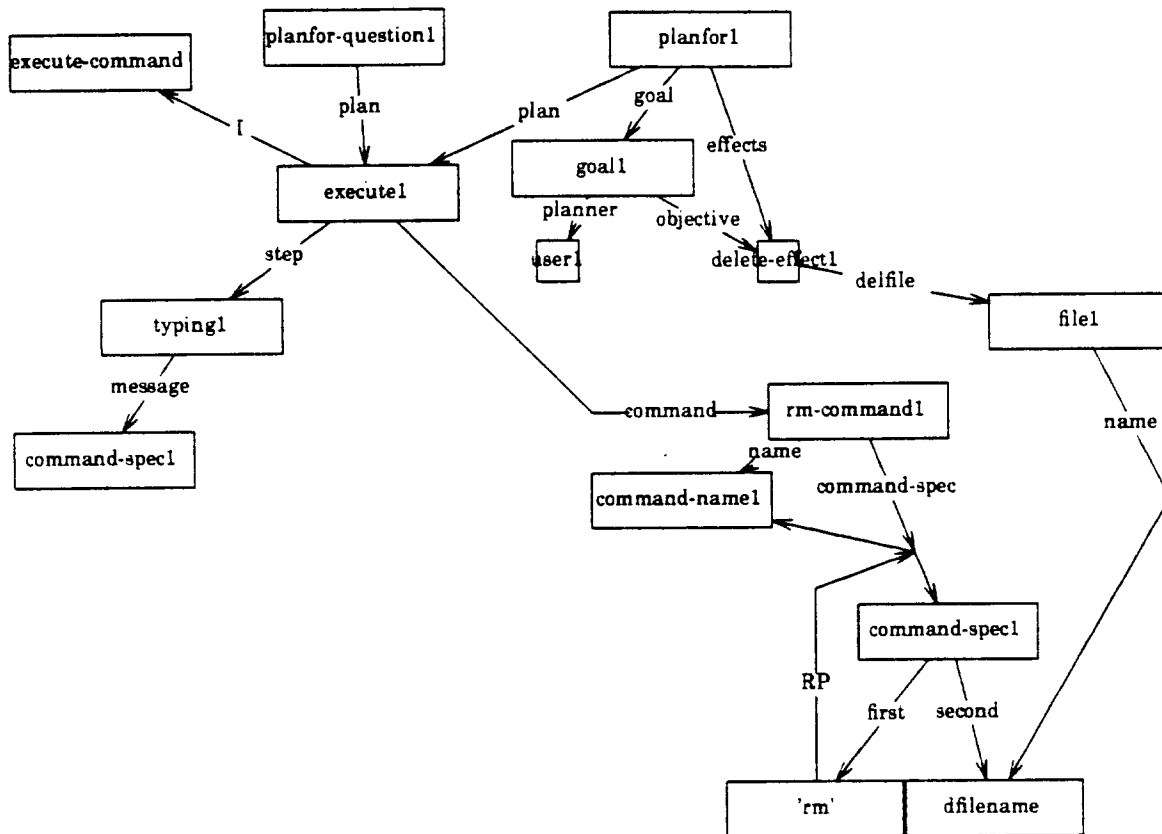 planfor-question1
planfor1
execute-command
goal
plan
plan
I
effects
goal1
execute1
planner
objective
step
user1
delete-effect1
delfile
typing1
file1
message
command
rm-command1
name
name
command-spec1
command-spec
command-name1
command-spec1
RP
first
second
'rm'
dfilename